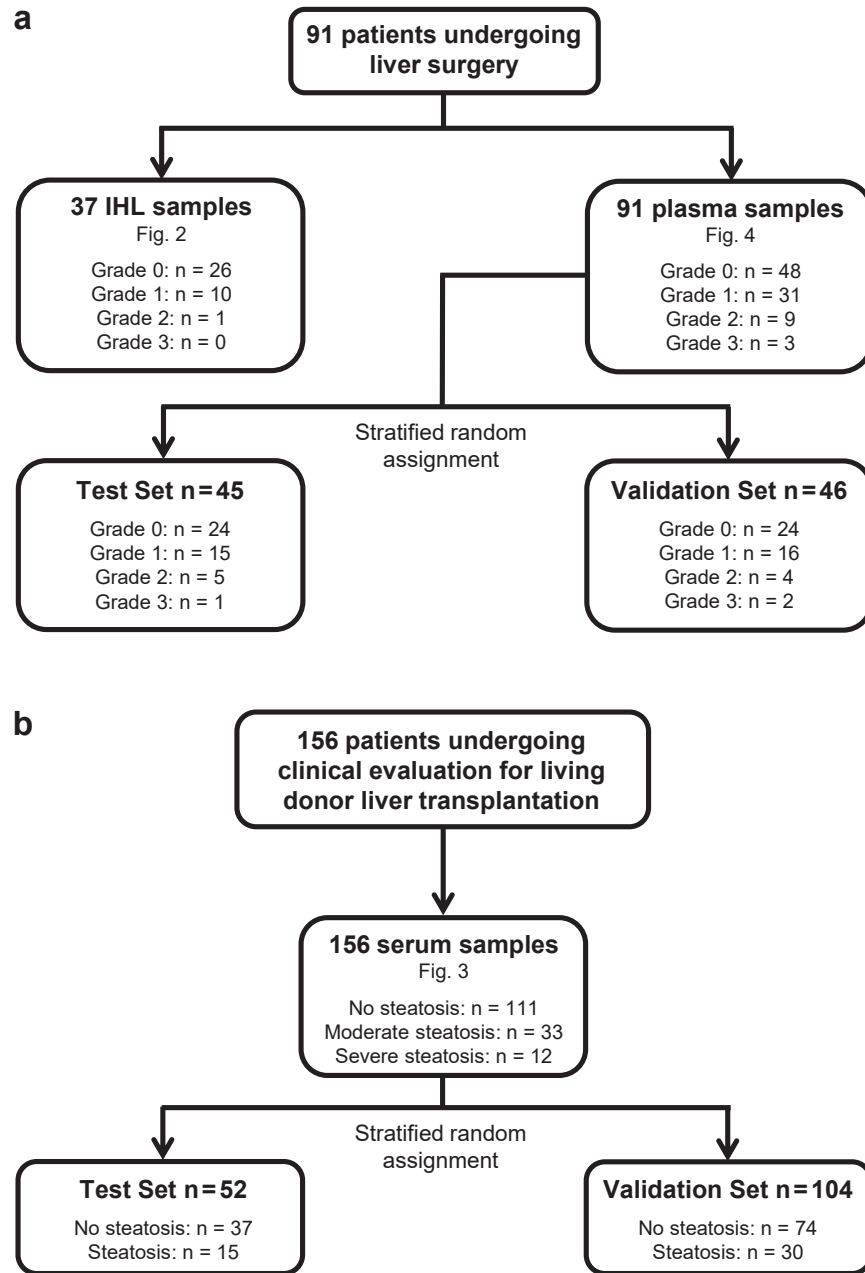 a
91 patients undergoing
liver surgery
37 IHL samples
Fig. 2
Grade 0: n = 26
Grade 1: n = 10
Grade 2: n = 1
Grade 3: n = 0
91 plasma samples
Fig. 4
Grade 0: n = 48
Grade 1: n = 31
Grade 2: n = 9
Grade 3: n = 3
Stratified random
assignment
Test Set n=45
Grade 0: n = 24
Grade 1: n = 15
Grade 2: n = 5
Grade 3: n = 1
Validation Set n=46
Grade 0: n = 24
Grade 1: n = 16
Grade 2: n = 4
Grade 3: n = 2
b
156 patients undergoing
clinical evaluation for living
donor liver transplantation
156 serum samples
Fig. 3
No steatosis: n = 111
Moderate steatosis: n = 33
Severe steatosis: n = 12
Stratified random
assignment
Test Set n=52
No steatosis: n = 37
Steatosis: n = 15
Validation Set n=104
No steatosis: n = 74
Steatosis: n = 30